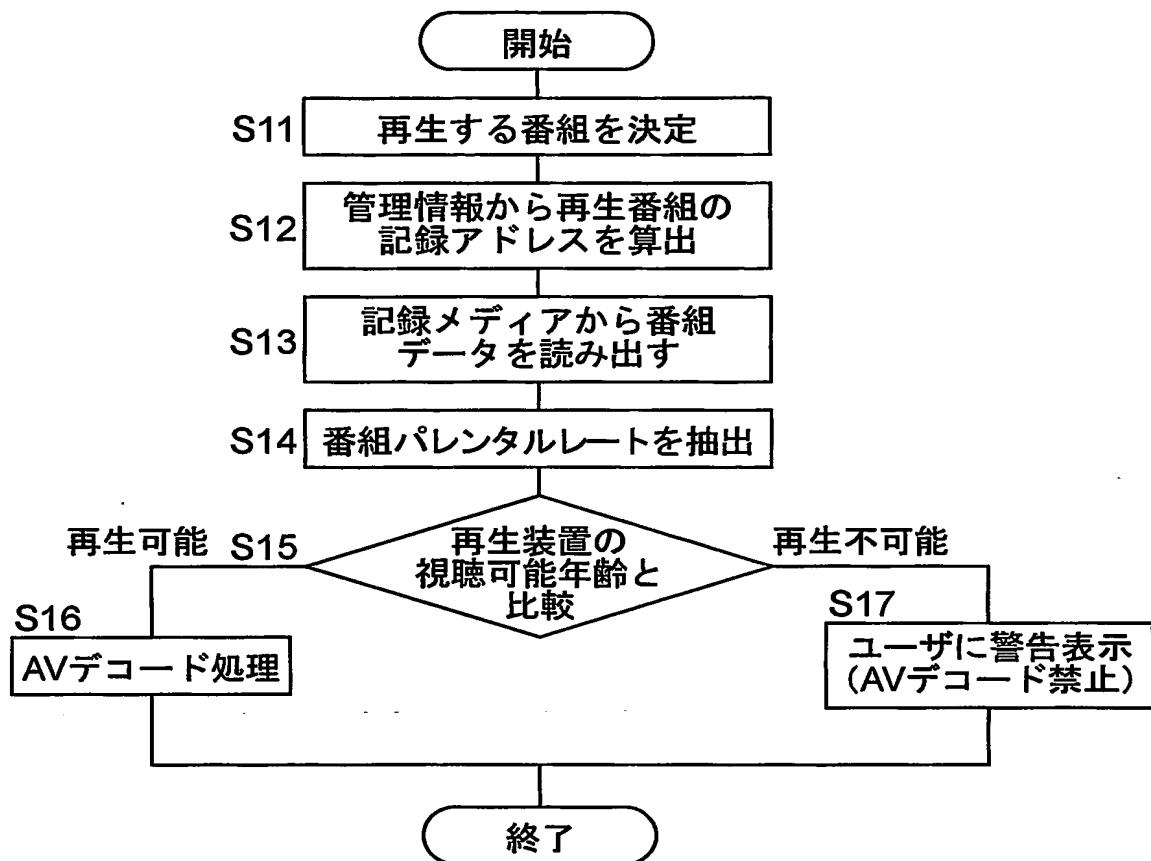 開始
S11
再生する番組を決定
S12
管理情報から再生番組の
記録アドレスを算出
S13
記録メディアから番組
データを読み出す
S14
番組パレンタルレートを抽出
再生可能
S15
再生装置の
視聴可能年齢と
比較
再生不可能
S16
AVデコード処理
S17
ユーザに警告表示
(AVデコード禁止)
終了